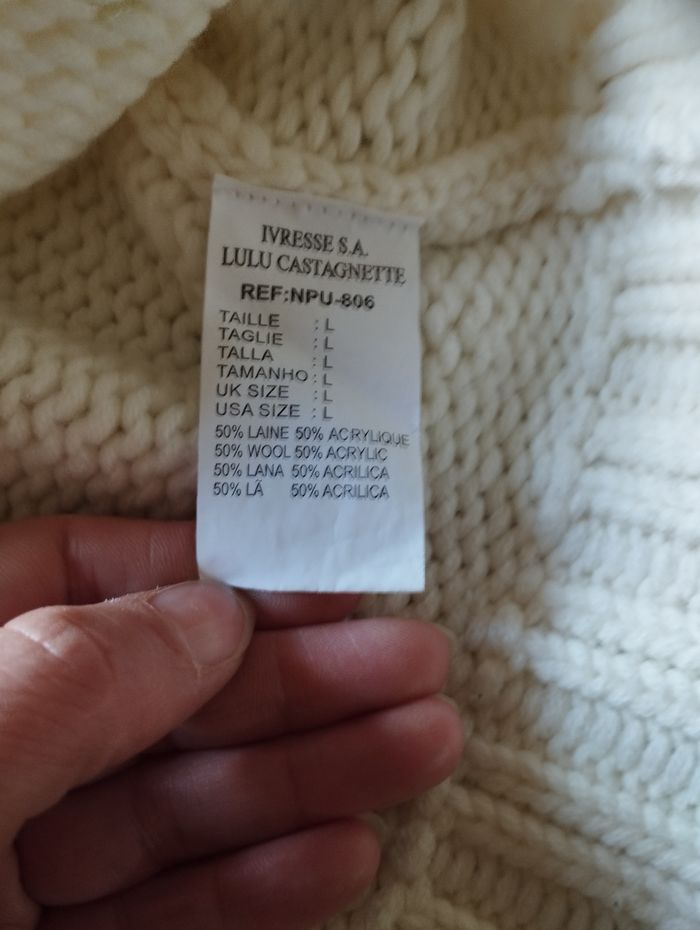 IVRESSE S.A.
LULU CASTAGNETTE
REF:NPU-806
TAILLE : L
TAGLIE : L
TALLA : L
TAMANHO : L
UK SIZE : L
USA SIZE : L
50% LAINE 50% ACRYLIQUE
50% WOOL 50% ACRYLIC
50% LANA 50% ACRILICA
50% LÃ 50% ACRILICA